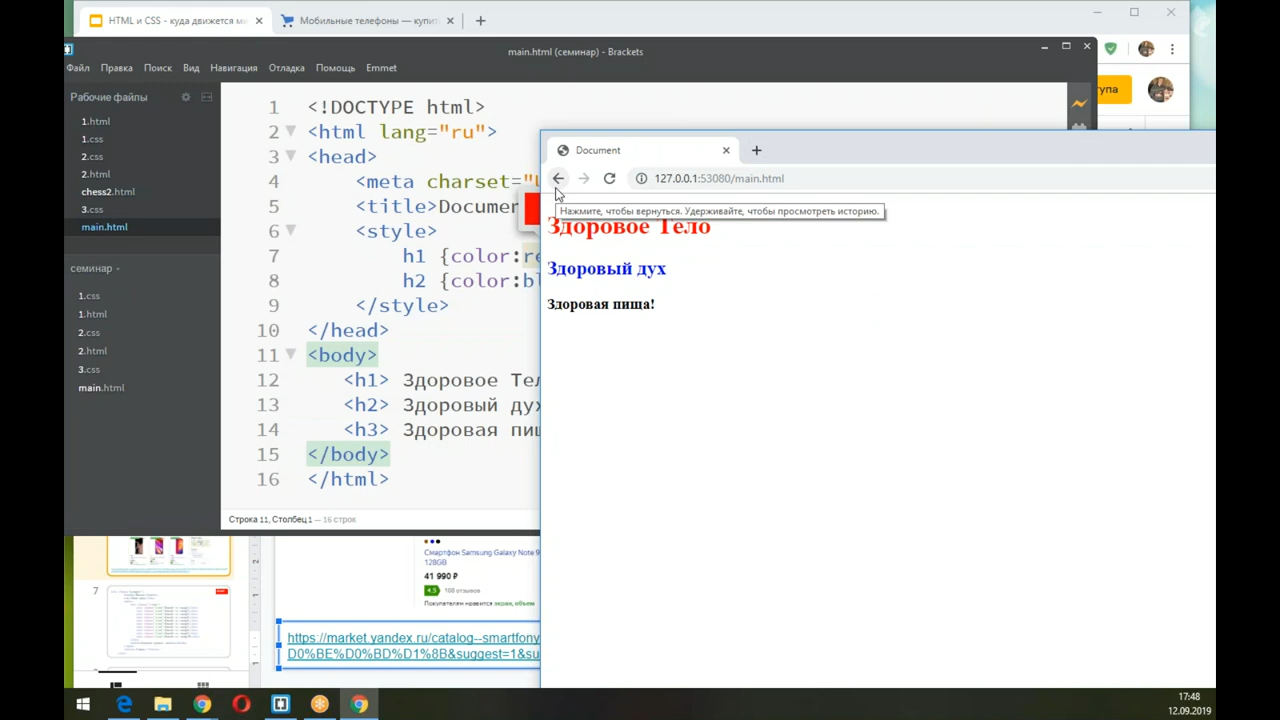 HTML и CSS - куда движется м
Мобильные телефоны — купит
main.html (семинар) - Brackets
Файл Правка Поиск Вид Навигация Отладка Помощь Emmet
тупа
Рабочие файлы
1.html
1.css
2.css
2.html
chess2.html
3.css
main.html
семинар
1.css
1.html
2.css
2.html
3.css
main.html
1 <!DOCTYPE html>
2 <html lang="ru">
3 <head>
4 <meta charset="
5 <title>Documen
6 <style>
7 h1 {color:re
8 h2 {color:bl
9 </style>
10 </head>
11 <body>
12 <h1> Здоровое Тел
13 <h2> Здоровый дух
14 <h3> Здоровая пищ
15 </body>
16 </html>
Строка 11, Столбец 1 — 16 строк
Document
127.0.0.1:53080/main.html
Нажмите, чтобы вернуться. Удерживайте, чтобы просмотреть историю.
Здоровое Тело
Здоровый дух
Здоровая пища!
7
Смартфон Samsung Galaxy Note 9
128GB
41 990 ₽
4.5 168 отзывов
Покупателям нравится экран, объем
https://market.yandex.ru/catalog--smartfony
D0%BE%D0%BD%D1%8B&suggest=1&su
17:48
12.09.2019